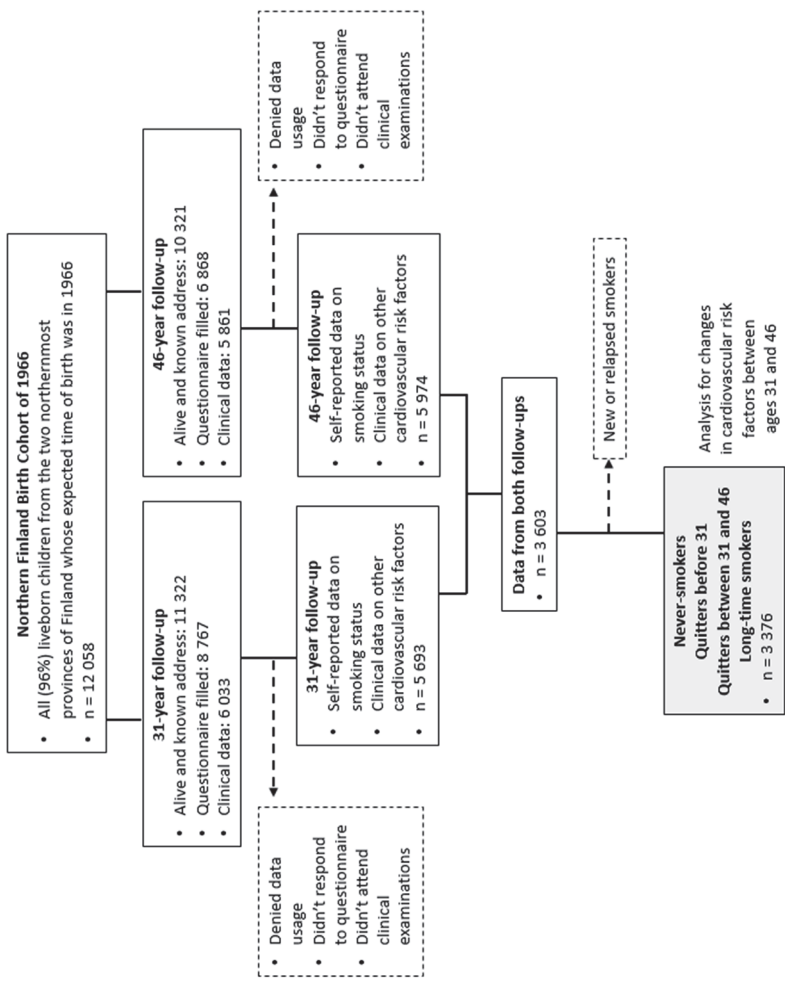 Northern Finland Birth Cohort of 1966
• All (96%) liveborn children from the two northernmost
provinces of Finland whose expected time of birth was in 1966
• n = 12 058
31-year follow-up
• Alive and known address: 11 322
• Questionnaire filled: 8 767
• Clinical data: 6 033
46-year follow-up
• Alive and known address: 10 321
• Questionnaire filled: 6 868
• Clinical data: 5 861
• Denied data
usage
• Didn't respond
to questionnaire
• Didn't attend
clinical
examinations
31-year follow-up
• Self-reported data on
smoking status
• Clinical data on other
cardiovascular risk factors
• n = 5 693
46-year follow-up
• Self-reported data on
smoking status
• Clinical data on other
cardiovascular risk factors
• n = 5 974
• Denied data
usage
• Didn't respond
to questionnaire
• Didn't attend
clinical
examinations
Data from both follow-ups
• n = 3 603
New or relapsed smokers
Never-smokers
Quitters before 31
Quitters between 31 and 46
Long-time smokers
• n = 3 376
Analysis for changes
in cardiovascular risk
factors between
ages 31 and 46